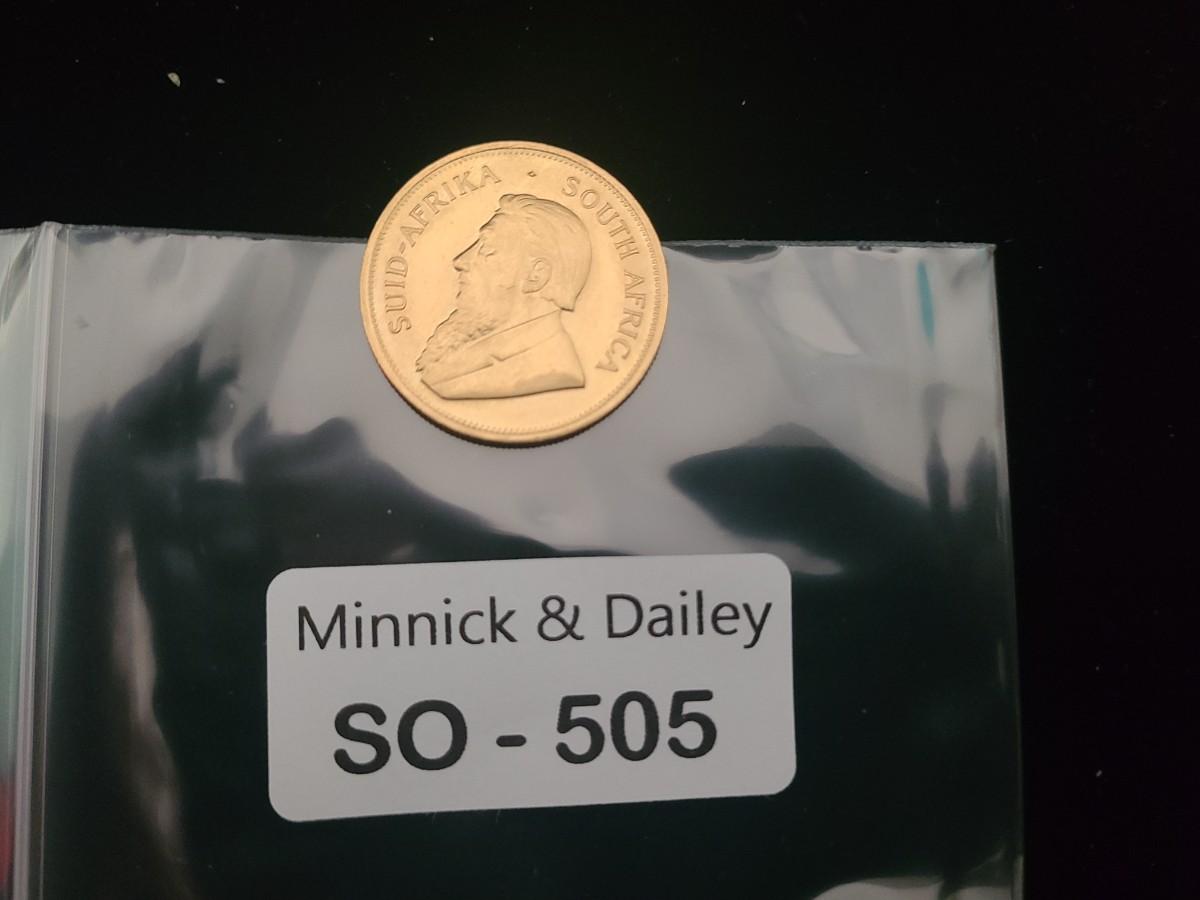 SUID-AFRIKA · SOUTH AFRICA
Minnick & Dailey
SO - 505